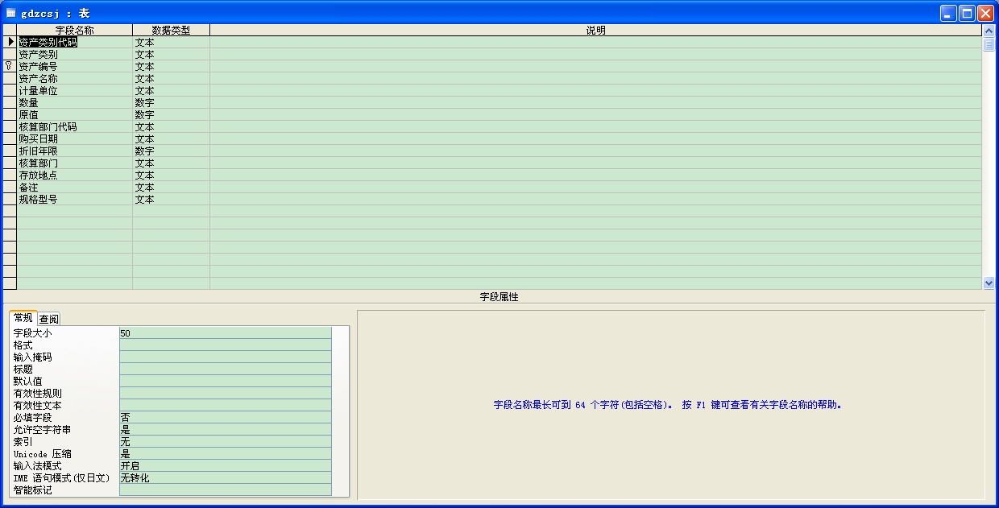 gdzcsj : 表
字段名称 数据类型 说明
资产类别代码 文本
资产类别 文本
资产编号 文本
资产名称 文本
计量单位 文本
数量 数字
原值 数字
核算部门代码 文本
购买日期 文本
折旧年限 数字
核算部门 文本
存放地点 文本
备注 文本
规格型号 文本
字段属性
常规 查阅
字段大小 50
格式
输入掩码
标题
默认值
有效性规则
有效性文本
必填字段 否
允许空字符串 是
索引 无
Unicode 压缩 是
输入法模式 开启
IME 语句模式(仅日文) 无转化
智能标记
字段名称最长可到 64 个字符(包括空格)。 按 F1 键可查看有关字段名称的帮助。